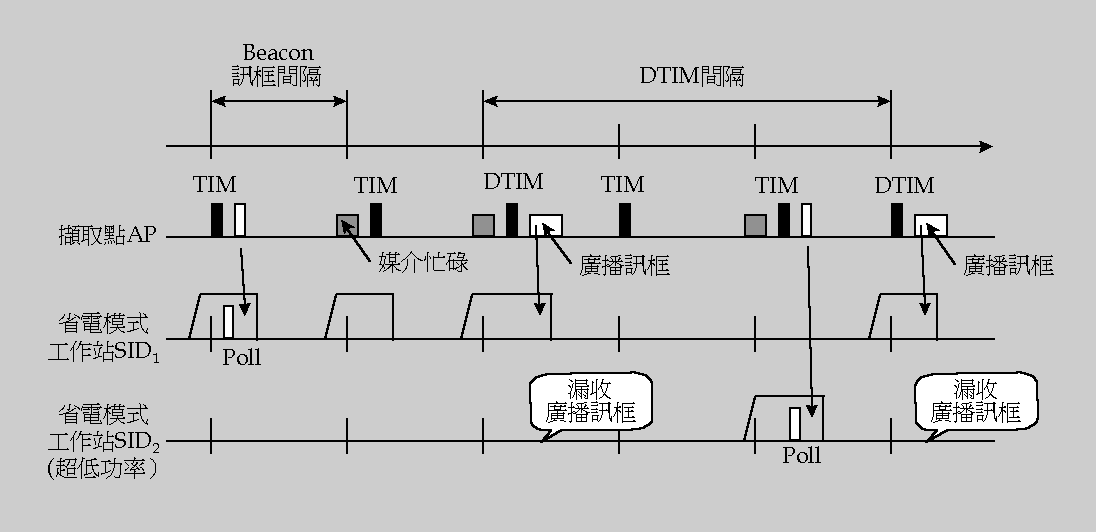 Beacon
訊框間隔
DTIM間隔
TIM
TIM
DTIM
TIM
TIM
DTIM
擷取點AP
媒介忙碌
廣播訊框
廣播訊框
省電模式
工作站SID1
Poll
漏收
廣播訊框
漏收
廣播訊框
省電模式
工作站SID2
(超低功率)
Poll